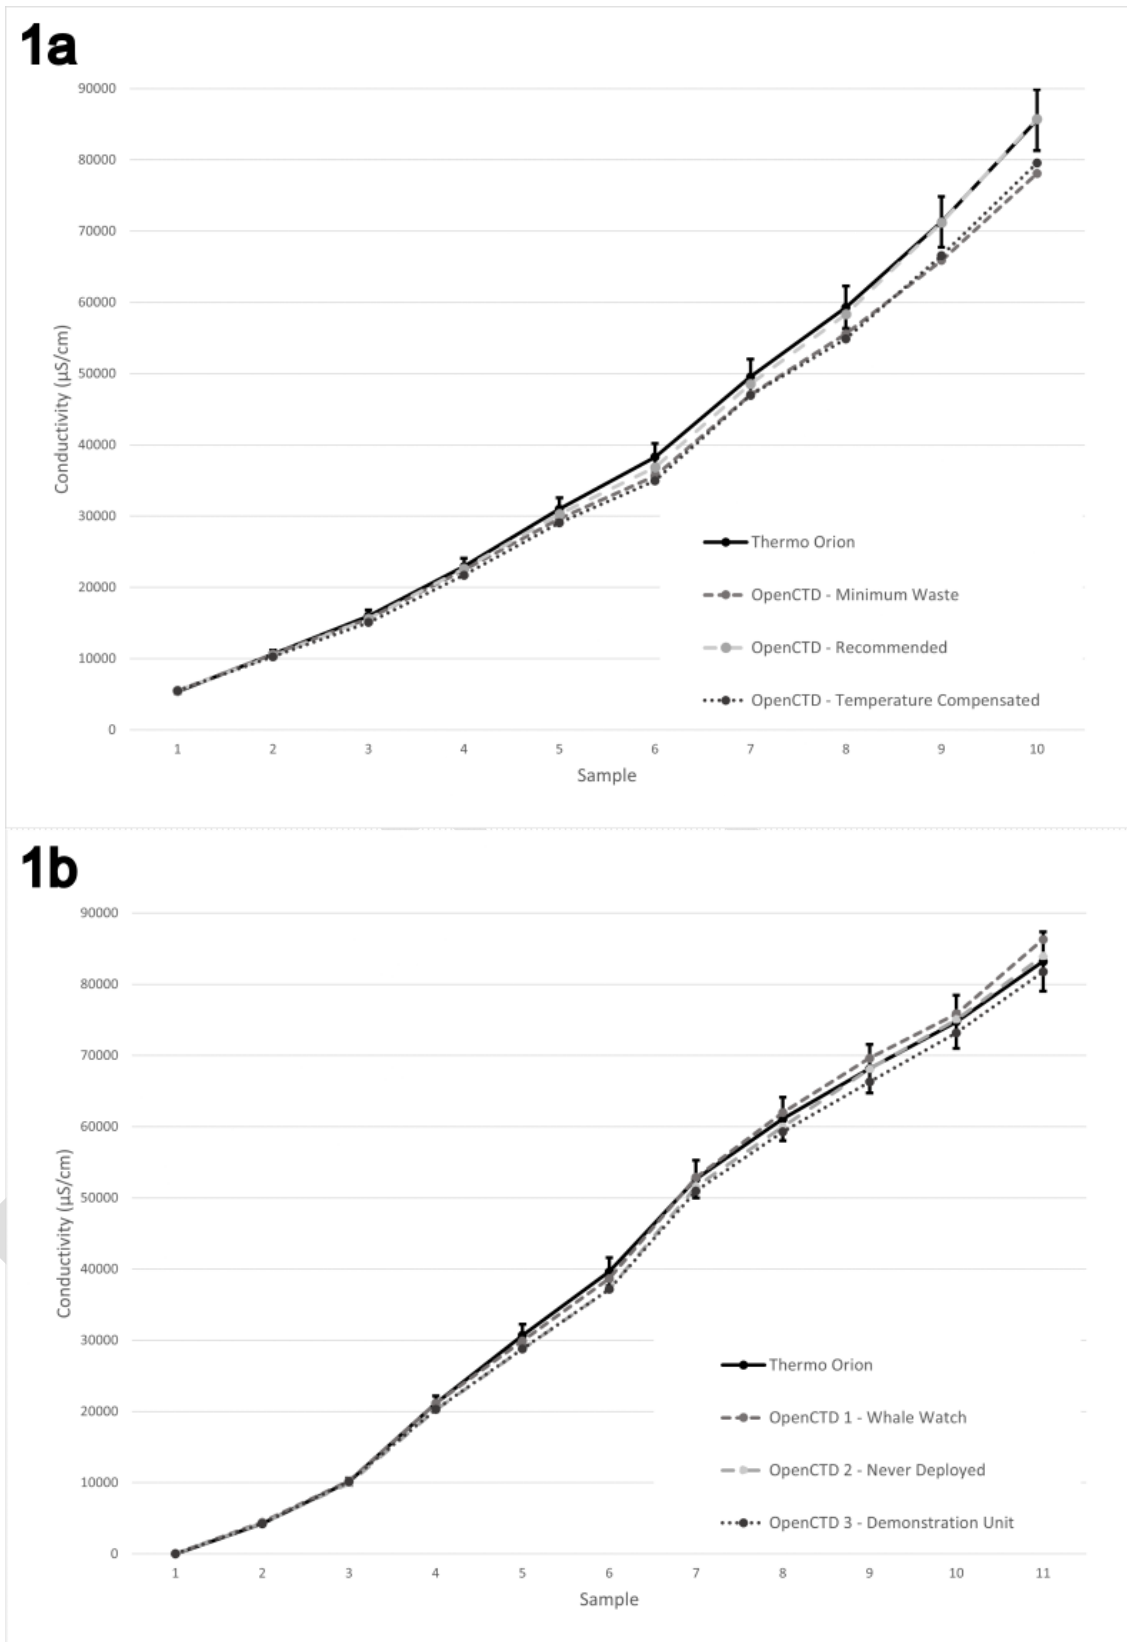 1a
90000
80000
70000
60000
50000
40000
30000
20000
10000
0
Conductivity (µS/cm)
Thermo Orion
OpenCTD - Minimum Waste
OpenCTD - Recommended
OpenCTD - Temperature Compensated
1 2 3 4 5 6 7 8 9 10
Sample
1b
90000
80000
70000
60000
50000
40000
30000
20000
10000
0
Conductivity (µS/cm)
Thermo Orion
OpenCTD 1 - Whale Watch
OpenCTD 2 - Never Deployed
OpenCTD 3 - Demonstration Unit
1 2 3 4 5 6 7 8 9 10 11
Sample